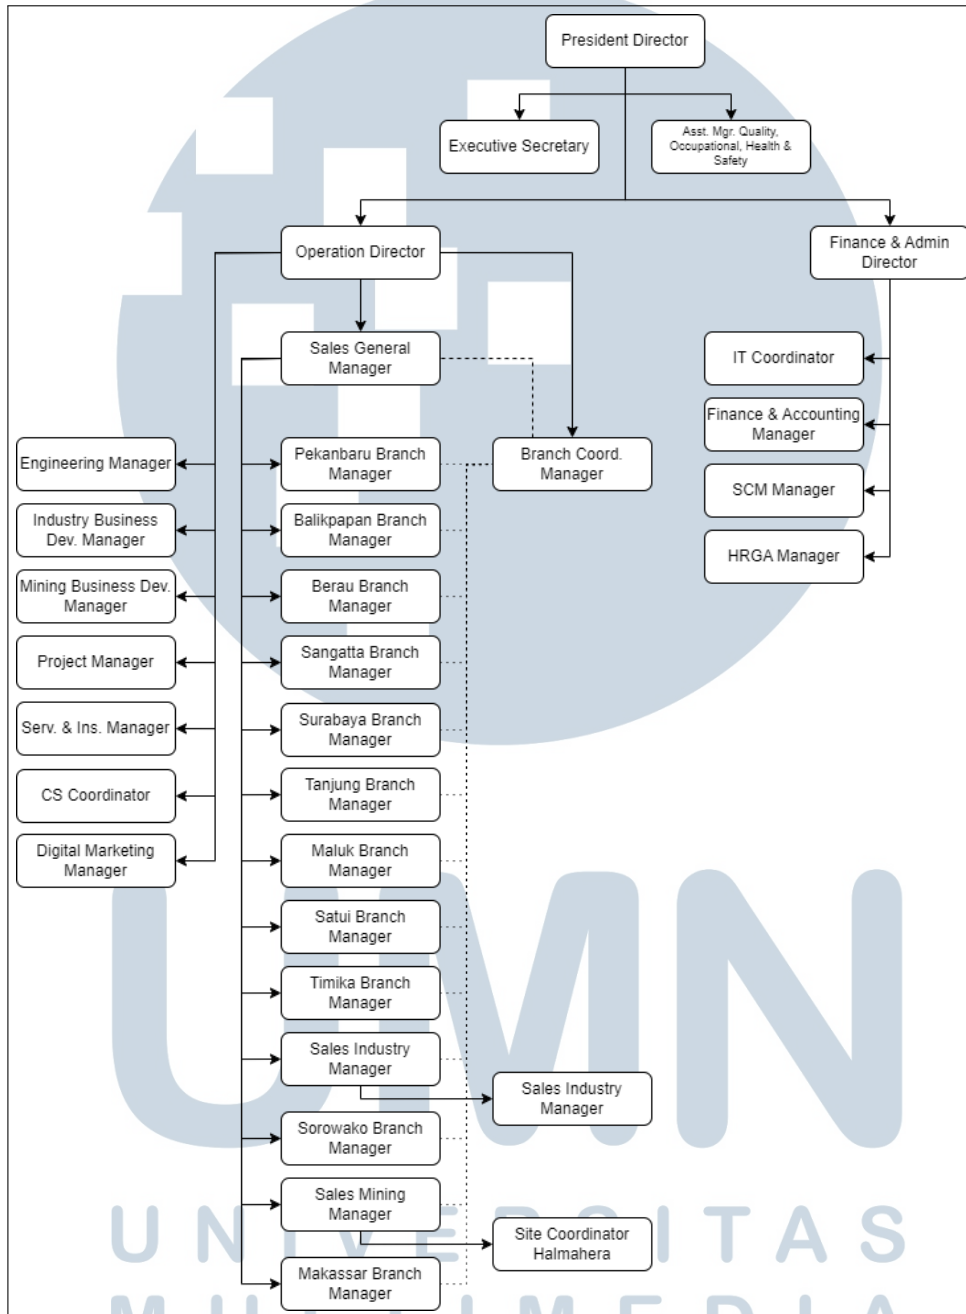 President Director
Executive Secretary
Asst. Mgr. Quality,
Occupational, Health &
Safety
Operation Director
Finance & Admin
Director
Sales General
Manager
IT Coordinator
Finance & Accounting
Manager
SCM Manager
HRGA Manager
Engineering Manager
Industry Business
Dev. Manager
Mining Business Dev.
Manager
Project Manager
Serv. & Ins. Manager
CS Coordinator
Digital Marketing
Manager
Pekanbaru Branch
Manager
Balikpapan Branch
Manager
Berau Branch
Manager
Sangatta Branch
Manager
Surabaya Branch
Manager
Tanjung Branch
Manager
Maluk Branch
Manager
Satui Branch
Manager
Timika Branch
Manager
Sales Industry
Manager
Sorowako Branch
Manager
Sales Mining
Manager
Makassar Branch
Manager
Branch Coord.
Manager
Sales Industry
Manager
Site Coordinator
Halmahera
UMN
UNIVERSITAS
MULTIMEDIA